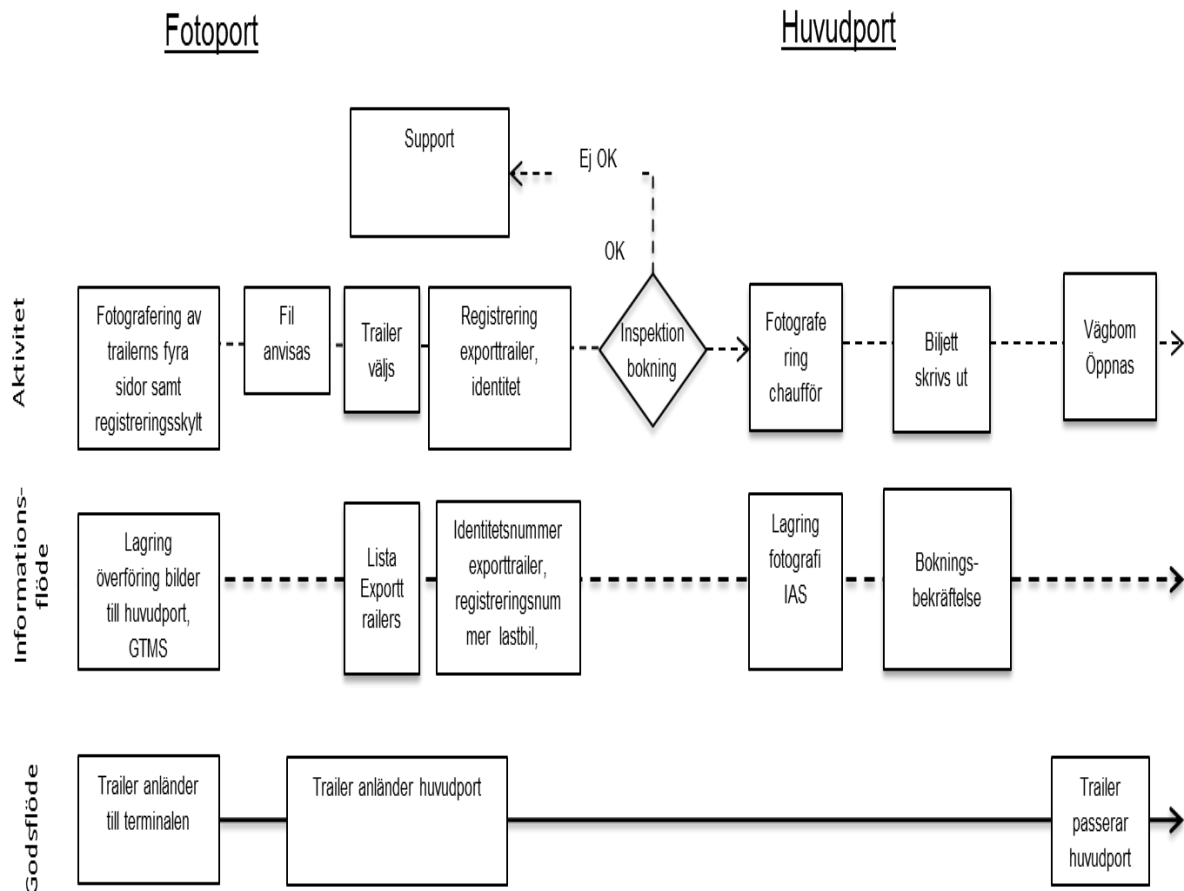 Fotoport
Huvudport
Support
Ej OK
OK
Aktivitet
Fotografering av
trailerns fyra
sidor samt
registreringsskylt
Fil
anvisas
Trailer
väljs
Registrering
exporttrailer,
identitet
Inspektion
bokning
Fotografe
ring
chaufför
Biljett
skrivs ut
Vägbom
Öppnas
Informations-
flöde
Lagring
överföring bilder
till huvudport,
GTMS
Lista
Exportt
railers
Identitetsnummer
exporttrailer,
registreringsnum
mer lastbil,
Lagring
fotografi
IAS
Boknings-
bekräftelse
Godsflöde
Trailer anländer
till terminalen
Trailer anländer huvudport
Trailer
passerar
huvudport